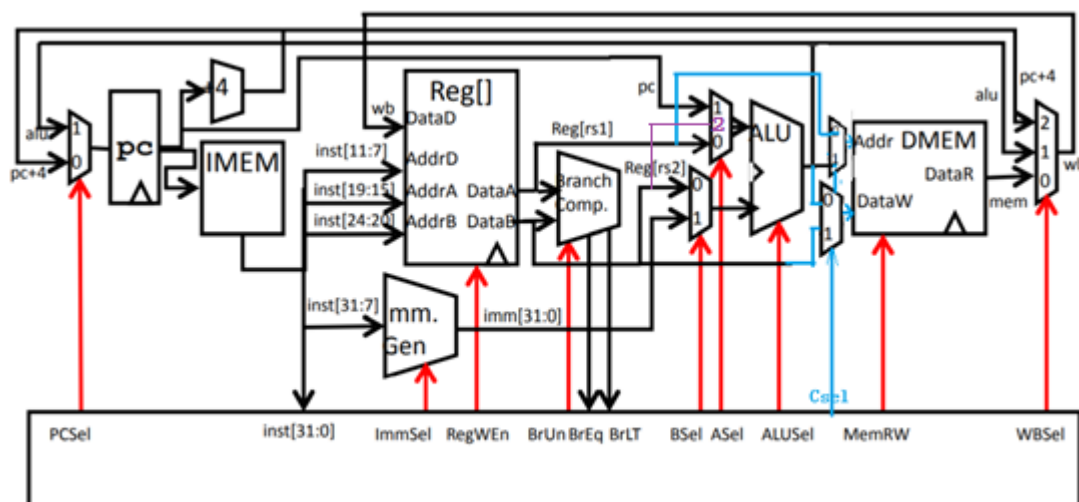 pc+4
alu
+4
Reg[]
pc
1
2
0
alu
wb
DataD
Reg[rs1]
ALU
Addr
DMEM
2
1
0
alu
1
0
pc
IMEM
inst[11:7]
AddrD
Reg[rs2]
1
DataR
wb
pc+4
inst[19:15]
AddrA
DataA
Branch
Comp.
0
1
0
1
DataW
mem
inst[24:20]
AddrB
DataB
inst[31:7]
mm.
Gen
imm[31:0]
Csel
PCSel
inst[31:0]
ImmSel
RegWEn
BrUn
BrEq
BrLT
BSel
ASel
ALUSel
MemRW
WBSel